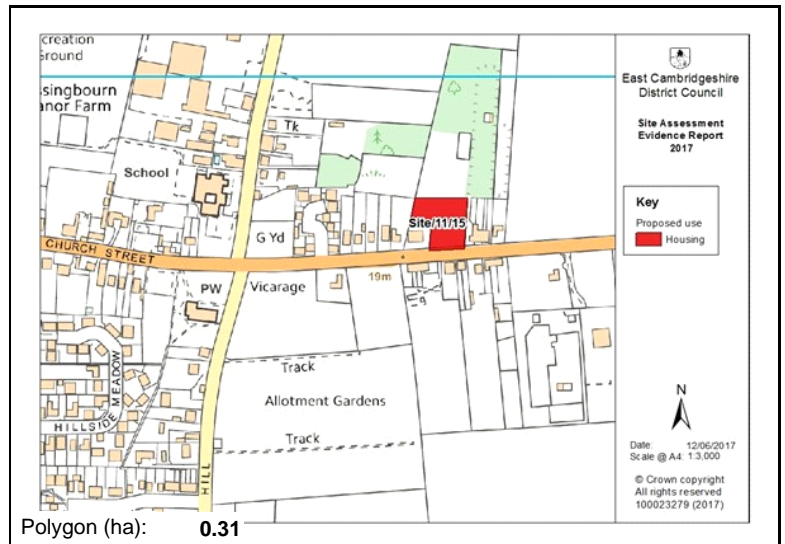 creation
Ground
singbourn
anor Farm
Tk
School
Site/11/15
G Yd
CHURCH STREET
19m
PW
Vicarage
Track
MEADOW
HILLSIDE
Allotment Gardens
Track
HILL
East Cambridgeshire
District Council
Site Assessment
Evidence Report
2017
Key
Proposed use
Housing
N
Date: 12/06/2017
Scale @ A4: 1:3,000
© Crown copyright
All rights reserved
100023279 (2017)
Polygon (ha): 0.31